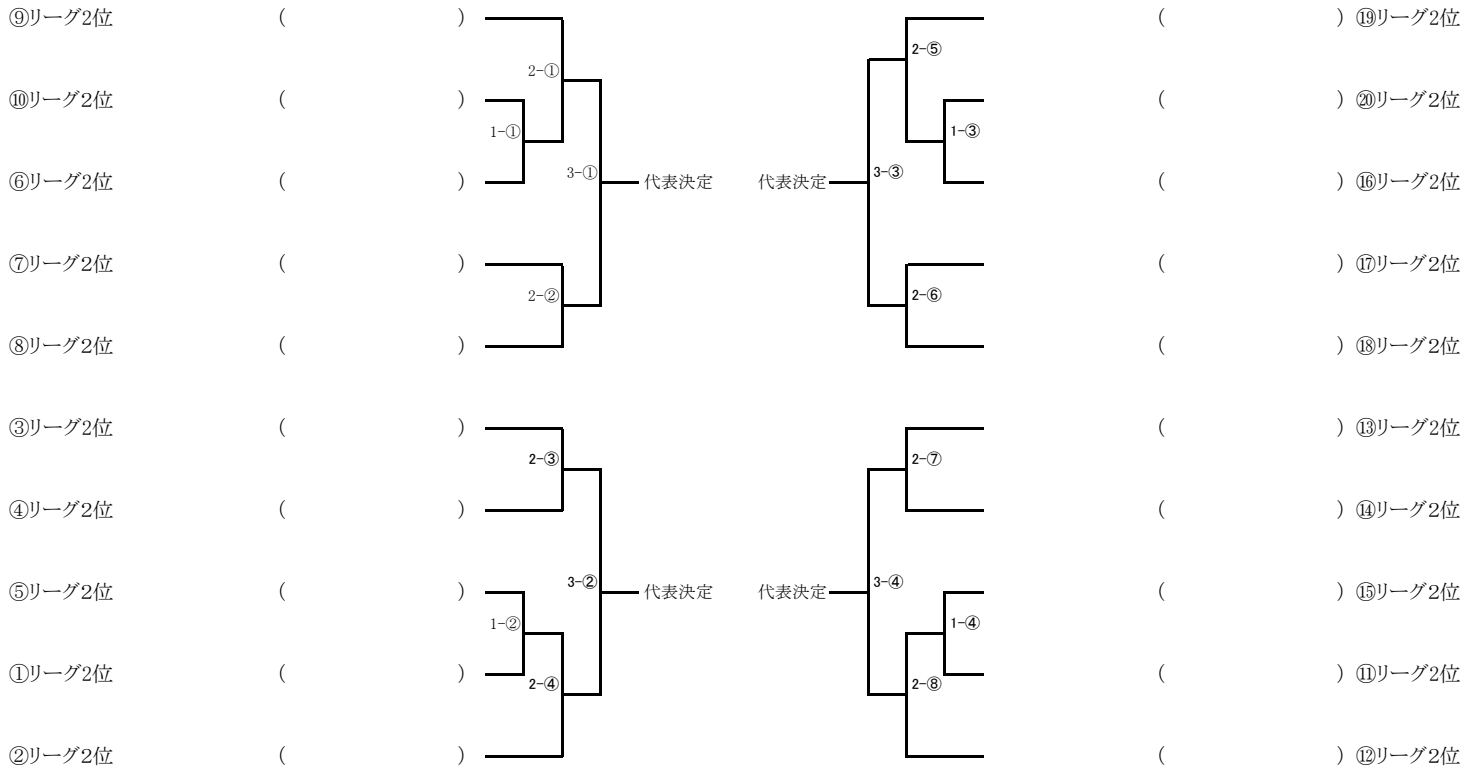 ⑨リーグ2位 ( ) ( ) ⑲リーグ2位
2-⑤
2-①
⑩リーグ2位 ( ) ( ) ⑳リーグ2位
1-① 1-③
⑥リーグ2位 ( ) 3-① 代表決定 代表決定 3-③ ( ) ⑯リーグ2位
⑦リーグ2位 ( ) ( ) ⑰リーグ2位
2-② 2-⑥
⑧リーグ2位 ( ) ( ) ⑱リーグ2位
③リーグ2位 ( ) ( ) ⑬リーグ2位
2-③ 2-⑦
④リーグ2位 ( ) ( ) ⑭リーグ2位
⑤リーグ2位 ( ) 3-② 代表決定 代表決定 3-④ ( ) ⑮リーグ2位
1-② 1-④
①リーグ2位 ( ) ( ) ⑪リーグ2位
2-④ 2-⑧
②リーグ2位 ( ) ( ) ⑫リーグ2位